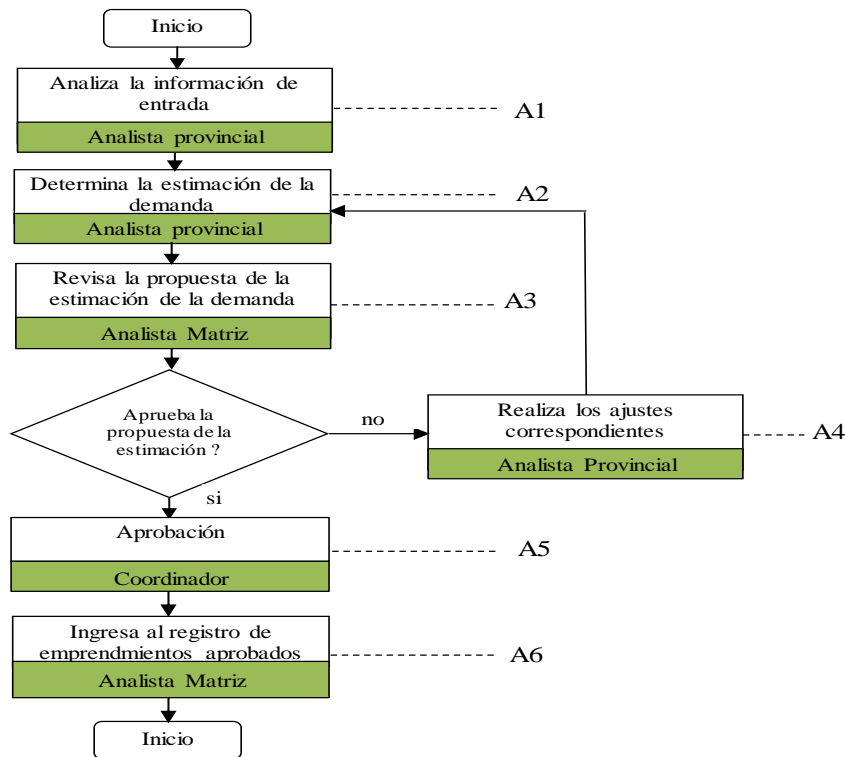 Inicio
Analiza la información de
entrada
Analista provincial
A1
Determina la estimación de la
demanda
Analista provincial
A2
Revisa la propuesta de la
estimación de la demanda
Analista Matriz
A3
Aprueba la
propuesta de la
estimación ?
no
Realiza los ajustes
correspondientes
Analista Provincial
A4
si
Aprobación
Coordinador
A5
Ingresa al registro de
emprendmientos aprobados
Analista Matriz
A6
Inicio